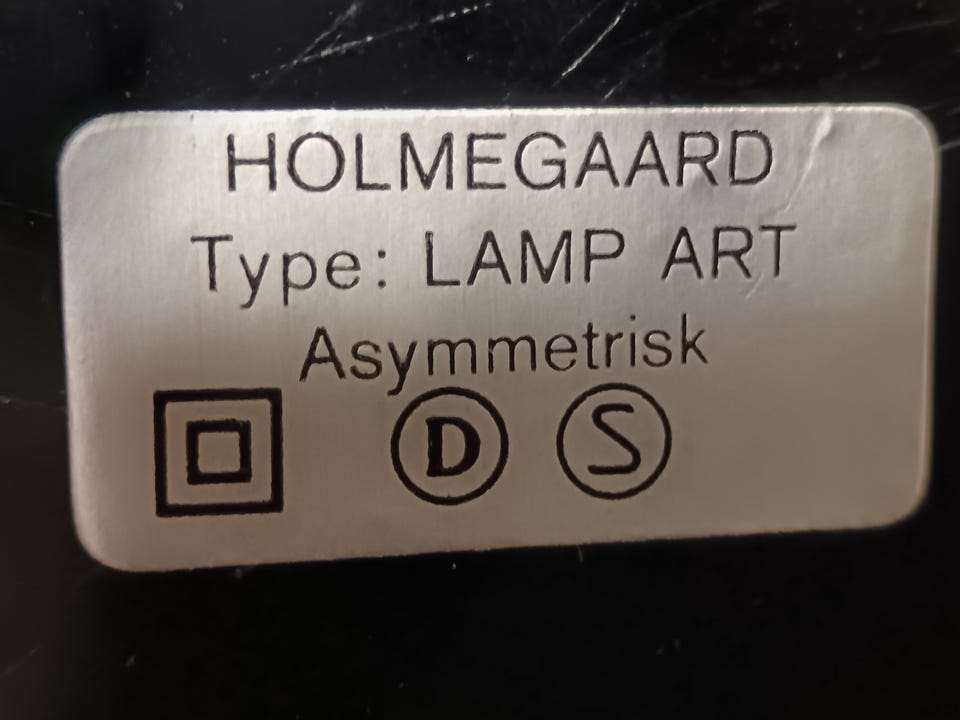 HOLMEGAARD
Type: LAMP ART
Asymmetrisk
D S